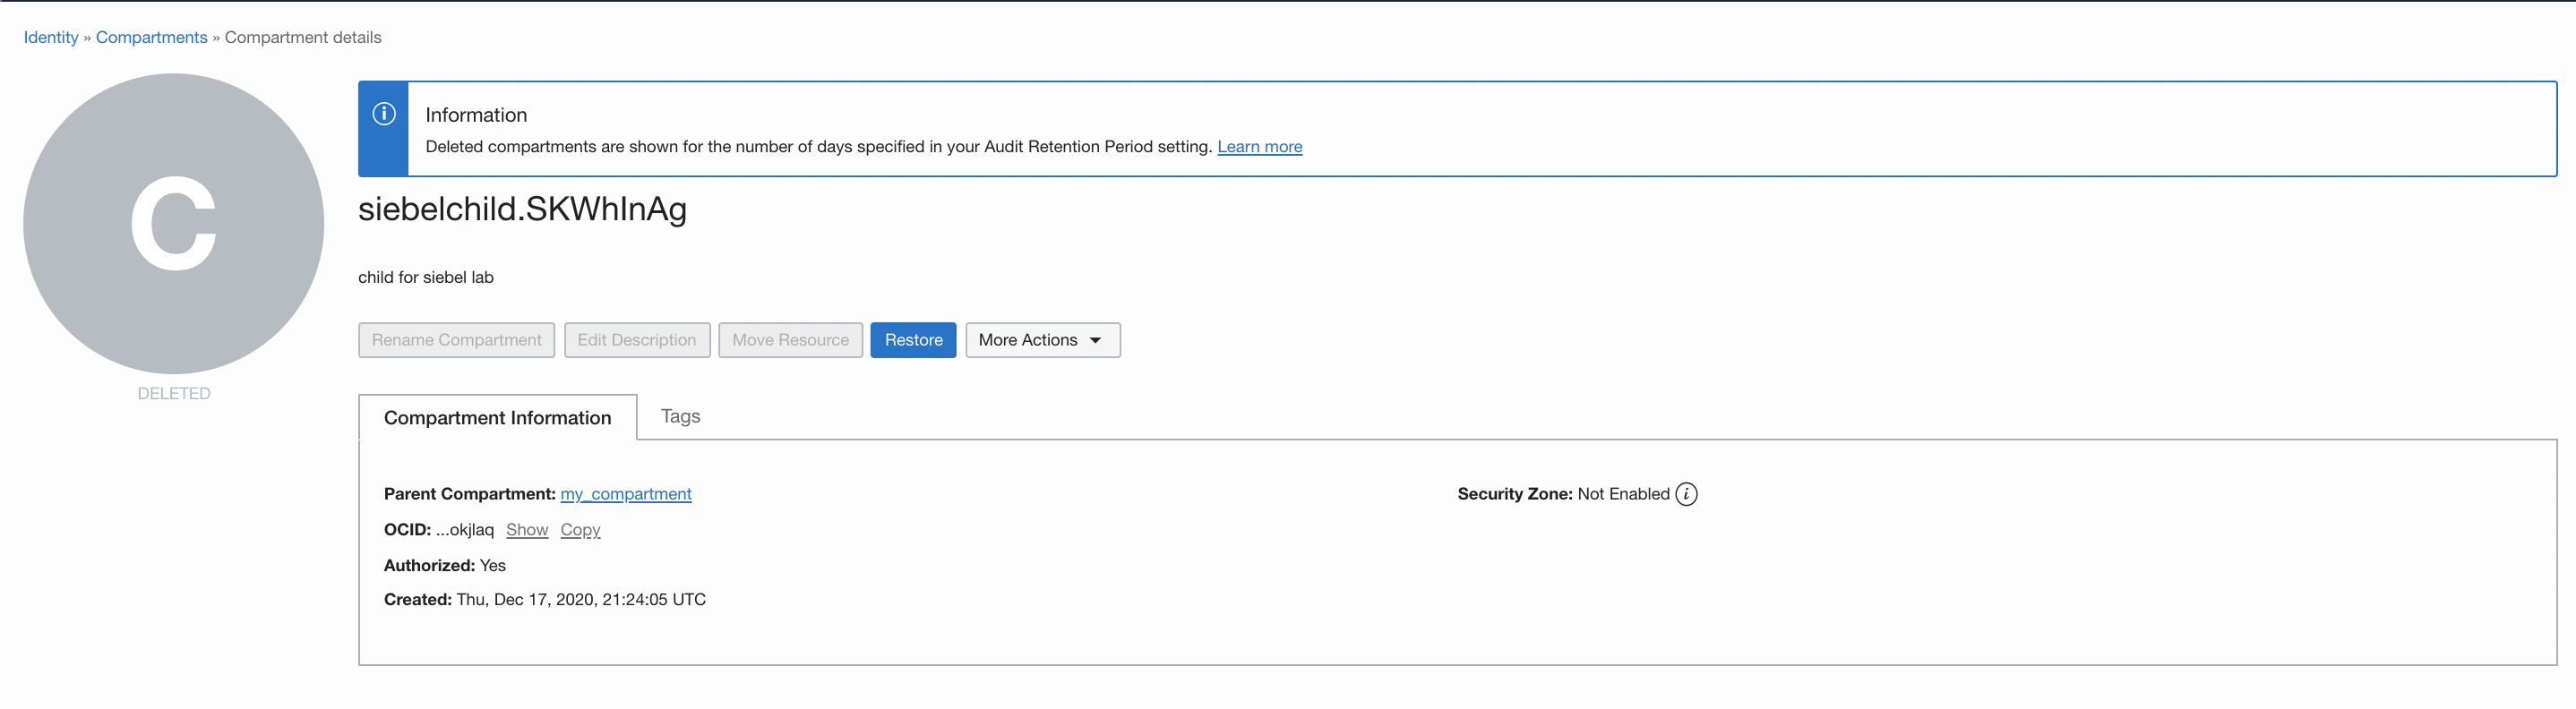 Identity » Compartments » Compartment details
C
DELETED
Information
Deleted compartments are shown for the number of days specified in your Audit Retention Period setting. Learn more
siebelchild.SKWhInAg
child for siebel lab
Rename Compartment Edit Description Move Resource Restore More Actions
Compartment Information Tags
Parent Compartment: my_compartment
OCID: ...okjlaq Show Copy
Authorized: Yes
Created: Thu, Dec 17, 2020, 21:24:05 UTC
Security Zone: Not Enabled